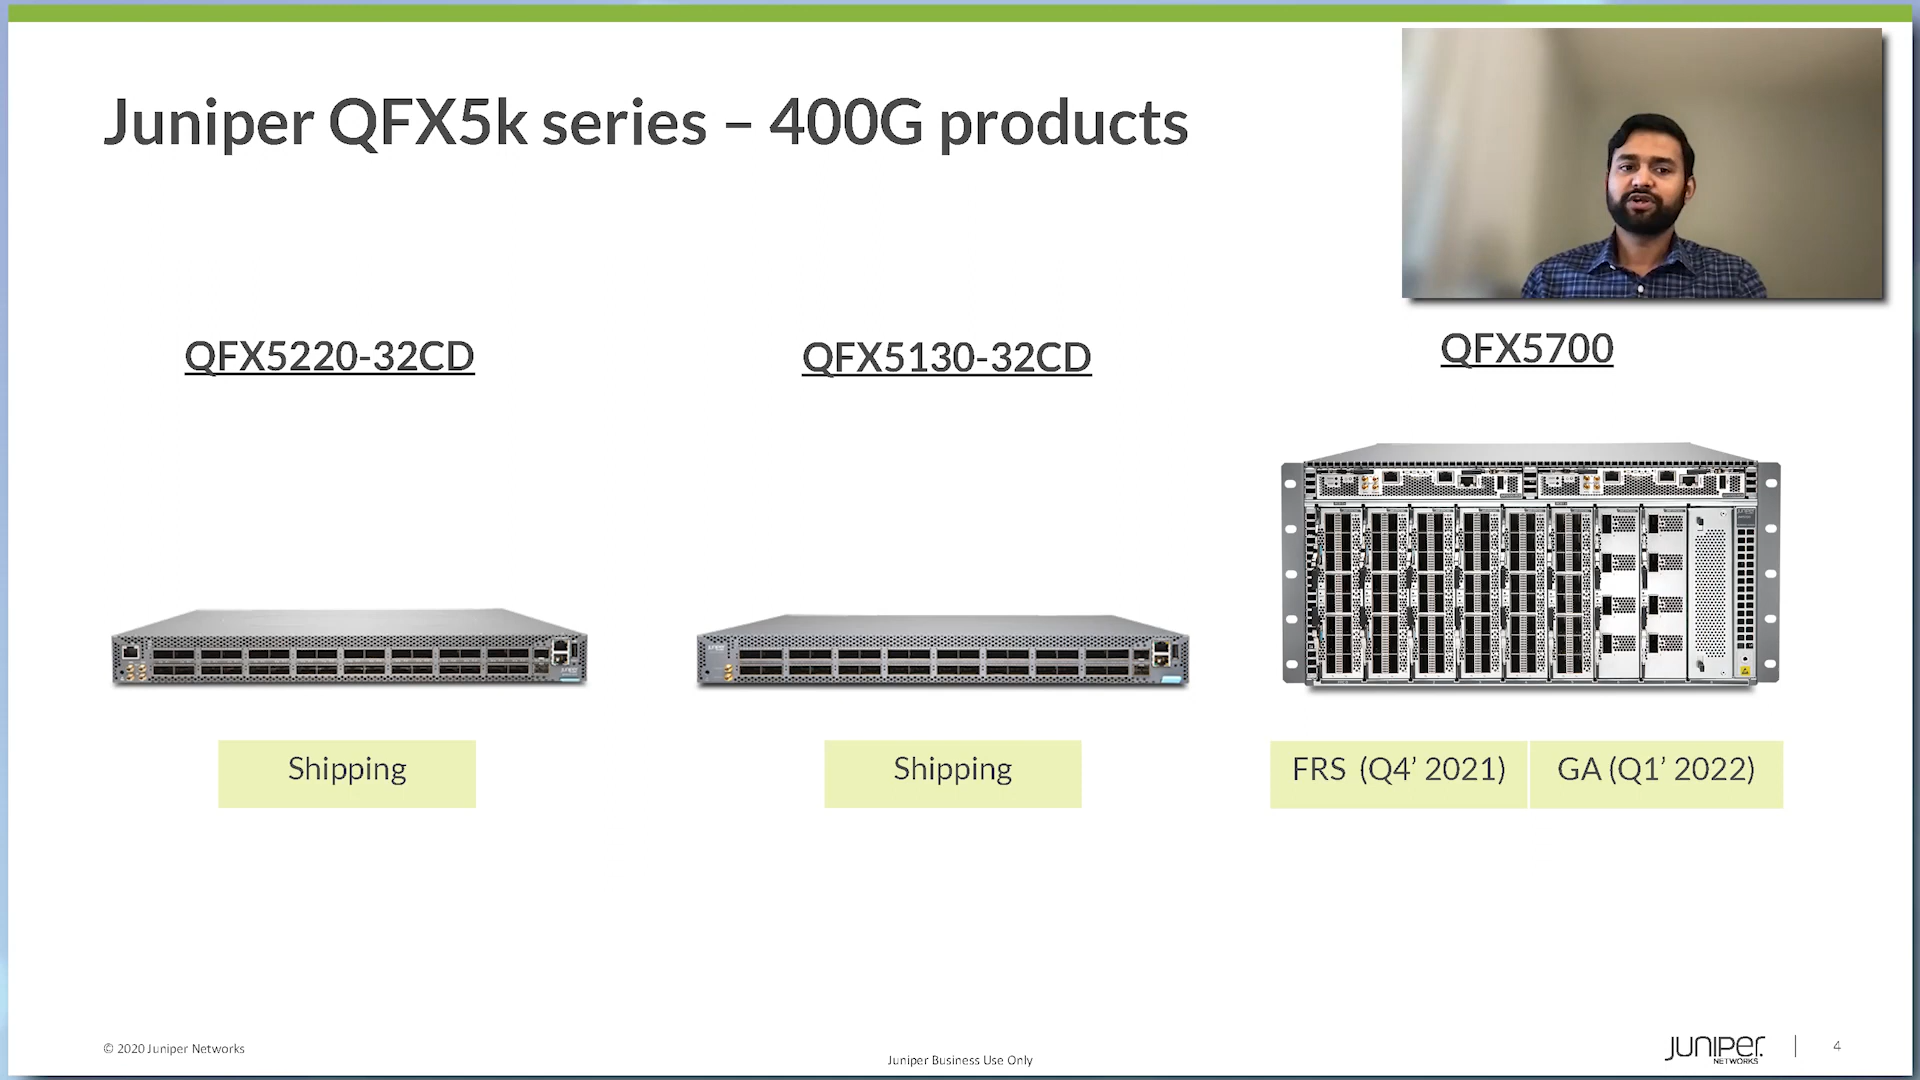 Juniper QFX5k series – 400G products
QFX5220-32CD
QFX5130-32CD
QFX5700
Shipping
Shipping
FRS (Q4’ 2021)
GA (Q1’ 2022)
© 2020 Juniper Networks
Juniper Business Use Only
JUNIPER
NETWORKS
4